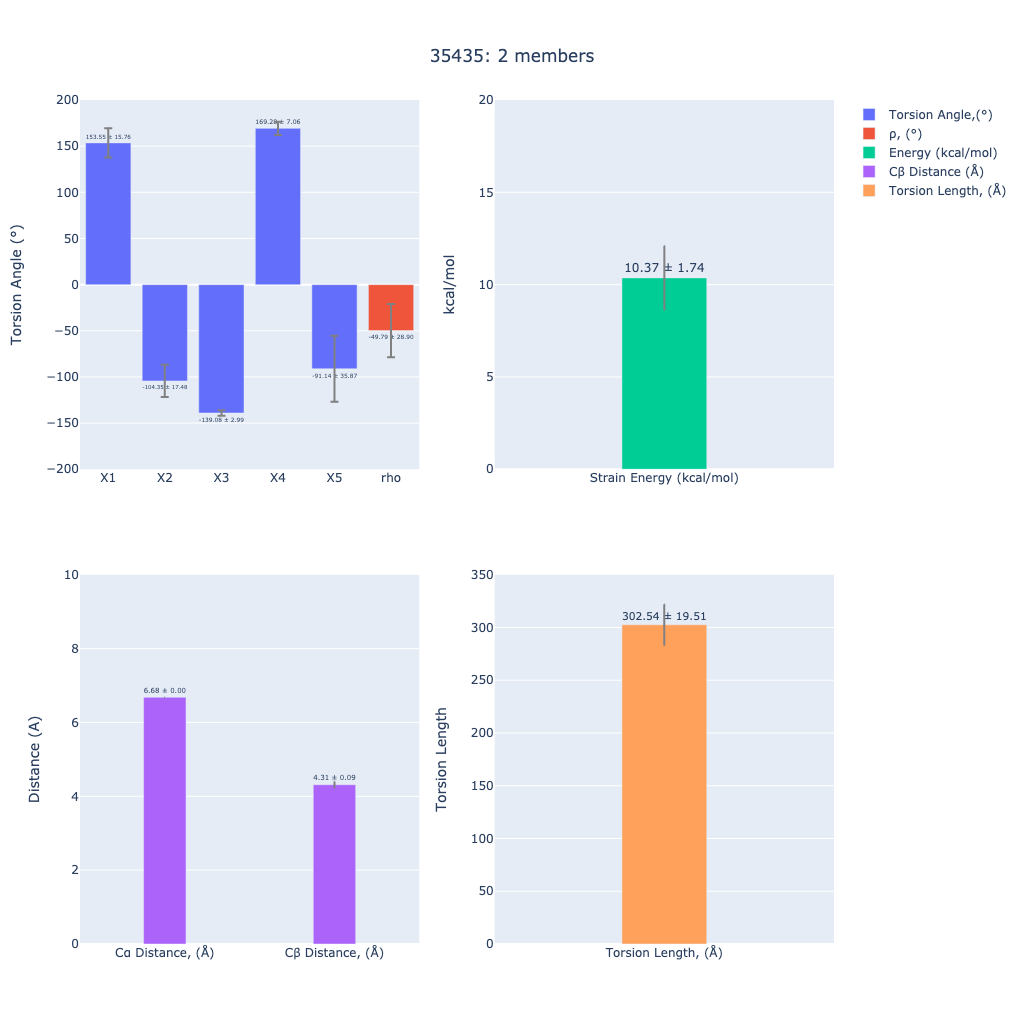 35435: 2 members
200
150
100
50
0
−50
−100
−150
−200
Torsion Angle (°)
153.55 ± 15.76
-104.35 ± 17.48
-139.08 ± 2.99
169.28 ± 7.06
-91.14 ± 35.87
-49.79 ± 28.90
X1 X2 X3 X4 X5 rho
20
15
10
5
0
kcal/mol
10.37 ± 1.74
Strain Energy (kcal/mol)
Torsion Angle,(°)
ρ, (°)
Energy (kcal/mol)
Cβ Distance (Å)
Torsion Length, (Å)
10
8
6
4
2
0
Distance (A)
6.68 ± 0.00
4.31 ± 0.09
Cα Distance, (Å) Cβ Distance, (Å)
350
300
250
200
150
100
50
0
Torsion Length
302.54 ± 19.51
Torsion Length, (Å)